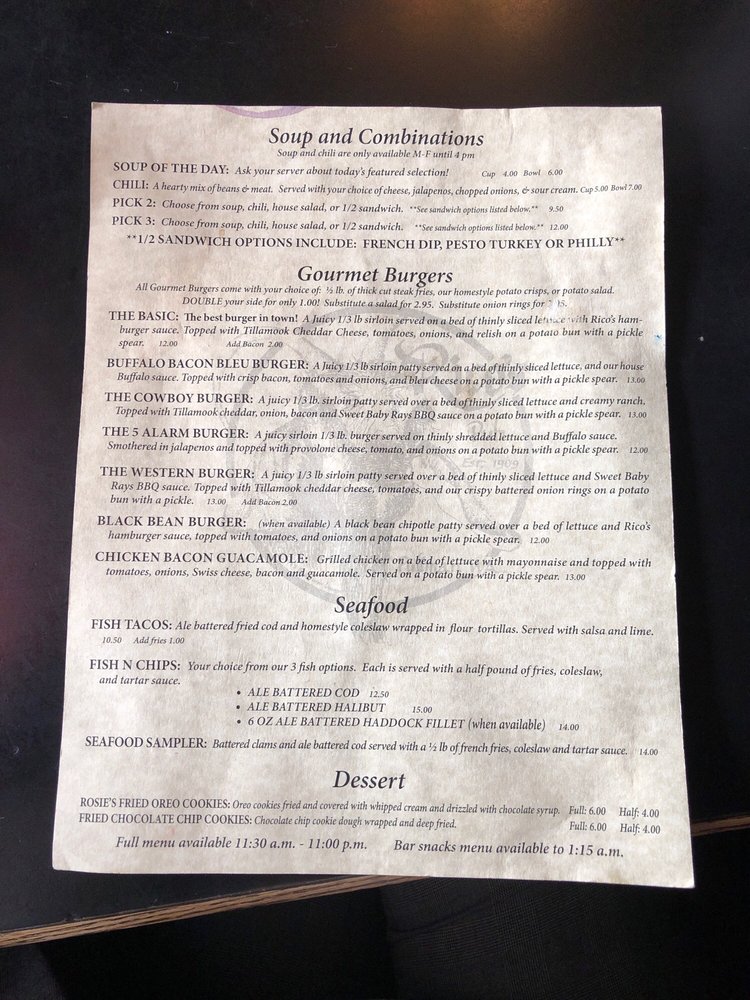 Soup and Combinations
Soup and chili are only available M-F until 4 pm
SOUP OF THE DAY: Ask your server about today's featured selection! Cup 4.00 Bowl 6.00
CHILI: A hearty mix of beans & meat. Served with your choice of cheese, jalapenos, chopped onions, & sour cream. Cup 5.00 Bowl 7.00
PICK 2: Choose from soup, chili, house salad, or 1/2 sandwich. **See sandwich options listed below.** 9.50
PICK 3: Choose from soup, chili, house salad, or 1/2 sandwich. **See sandwich options listed below.** 12.00
**1/2 SANDWICH OPTIONS INCLUDE: FRENCH DIP, PESTO TURKEY OR PHILLY**
Gourmet Burgers
All Gourmet Burgers come with your choice of: ½ lb. of thick cut steak fries, our homestyle potato crisps, or potato salad.
DOUBLE your side for only 1.00! Substitute a salad for 2.95. Substitute onion rings for
THE BASIC: The best burger in town! A Juicy 1/3 lb sirloin served on a bed of thinly sliced lettuce with Rico's ham-
burger sauce. Topped with Tillamook Cheddar Cheese, tomatoes, onions, and relish on a potato bun with a pickle
spear. 12.00 Add Bacon 2.00
BUFFALO BACON BLEU BURGER: A Juicy 1/3 lb sirloin patty served on a bed of thinly sliced lettuce, and our house
Buffalo sauce. Topped with crisp bacon, tomatoes and onions, and bleu cheese on a potato bun with a pickle spear. 13.00
THE COWBOY BURGER: A juicy 1/3 lb. sirloin patty served over a bed of thinly sliced lettuce and creamy ranch.
Topped with Tillamook cheddar, onion, bacon and Sweet Baby Rays BBQ sauce on a potato bun with a pickle spear. 13.00
THE 5 ALARM BURGER: A juicy sirloin 1/3 lb. burger served on thinly shredded lettuce and Buffalo sauce.
Smothered in jalapenos and topped with provolone cheese, tomato, and onions on a potato bun with a pickle spear. 12.00
Est. 1909
THE WESTERN BURGER: A juicy 1/3 lb sirloin patty served over a bed of thinly sliced lettuce and Sweet Baby
Rays BBQ sauce. Topped with Tillamook cheddar cheese, tomatoes, and our crispy battered onion rings on a potato
bun with a pickle. 13.00 Add Bacon 2.00
BLACK BEAN BURGER: (when available) A black bean chipotle patty served over a bed of lettuce and Rico's
hamburger sauce, topped with tomatoes, and onions on a potato bun with a pickle spear. 12.00
CHICKEN BACON GUACAMOLE: Grilled chicken on a bed of lettuce with mayonnaise and topped with
tomatoes, onions, Swiss cheese, bacon and guacamole. Served on a potato bun with a pickle spear. 13.00
Seafood
FISH TACOS: Ale battered fried cod and homestyle coleslaw wrapped in flour tortillas. Served with salsa and lime.
10.50 Add fries 1.00
FISH N CHIPS: Your choice from our 3 fish options. Each is served with a half pound of fries, coleslaw,
and tartar sauce.
• ALE BATTERED COD 12.50
• ALE BATTERED HALIBUT 15.00
• 6 OZ ALE BATTERED HADDOCK FILLET (when available) 14.00
SEAFOOD SAMPLER: Battered clams and ale battered cod served with a ½ lb of french fries, coleslaw and tartar sauce. 14.00
Dessert
ROSIE'S FRIED OREO COOKIES: Oreo cookies fried and covered with whipped cream and drizzled with chocolate syrup. Full: 6.00 Half: 4.00
FRIED CHOCOLATE CHIP COOKIES: Chocolate chip cookie dough wrapped and deep fried. Full: 6.00 Half: 4.00
Full menu available 11:30 a.m. - 11:00 p.m. Bar snacks menu available to 1:15 a.m.